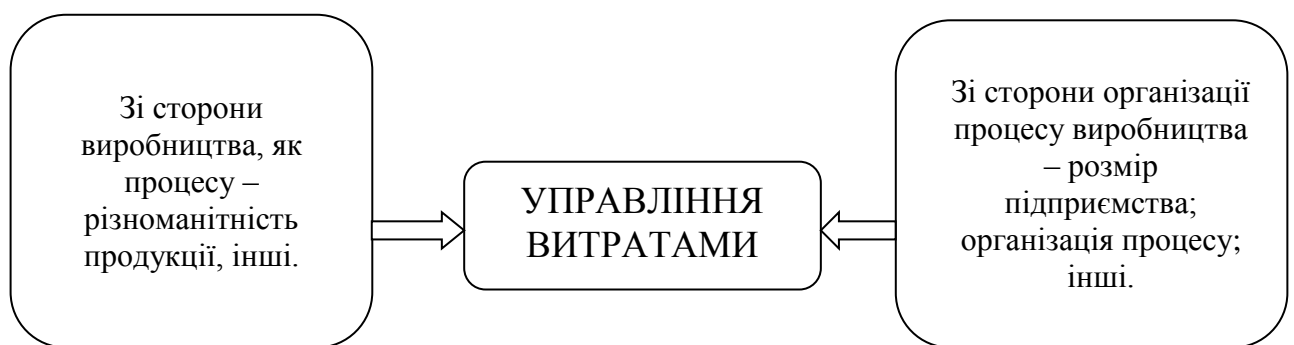 Зі сторони
виробництва, як
процесу –
різноманітність
продукції, інші.
УПРАВЛІННЯ
ВИТРАТАМИ
Зі сторони організації
процесу виробництва
– розмір
підприємства;
організація процесу;
інші.